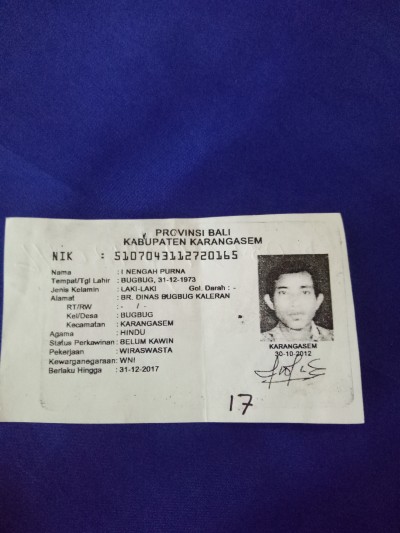 PROVINSI BALI
KABUPATEN KARANGASEM
NIK : 5107043112720165
Nama : I NENGAH PURNA
Tempat/Tgl Lahir : BUGBUG, 31-12-1973
Jenis Kelamin : LAKI-LAKI Gol. Darah : -
Alamat : BR. DINAS BUGBUG KALERAN
RT/RW : - / -
Kel/Desa : BUGBUG
Kecamatan : KARANGASEM
Agama : HINDU
Status Perkawinan : BELUM KAWIN
Pekerjaan : WIRASWASTA
Kewarganegaraan: WNI
Berlaku Hingga : 31-12-2017
KARANGASEM
30-10-2012
17